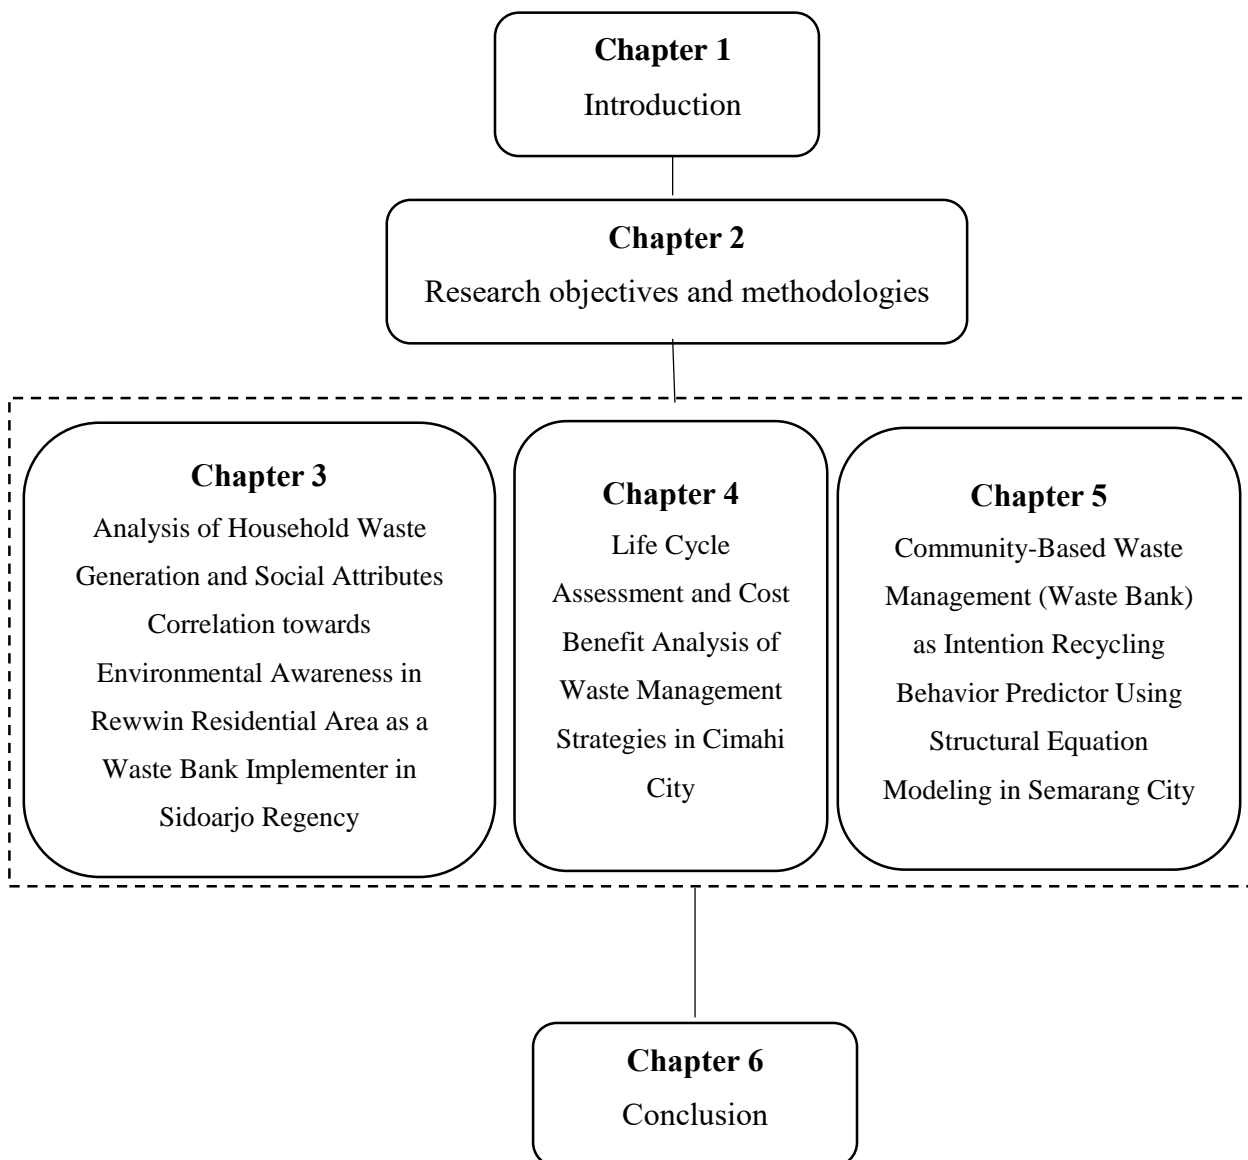 Chapter 1
Introduction
Chapter 2
Research objectives and methodologies
Chapter 3
Analysis of Household Waste
Generation and Social Attributes
Correlation towards
Environmental Awareness in
Rewwin Residential Area as a
Waste Bank Implementer in
Sidoarjo Regency
Chapter 4
Life Cycle
Assessment and Cost
Benefit Analysis of
Waste Management
Strategies in Cimahi
City
Chapter 5
Community-Based Waste
Management (Waste Bank)
as Intention Recycling
Behavior Predictor Using
Structural Equation
Modeling in Semarang City
Chapter 6
Conclusion